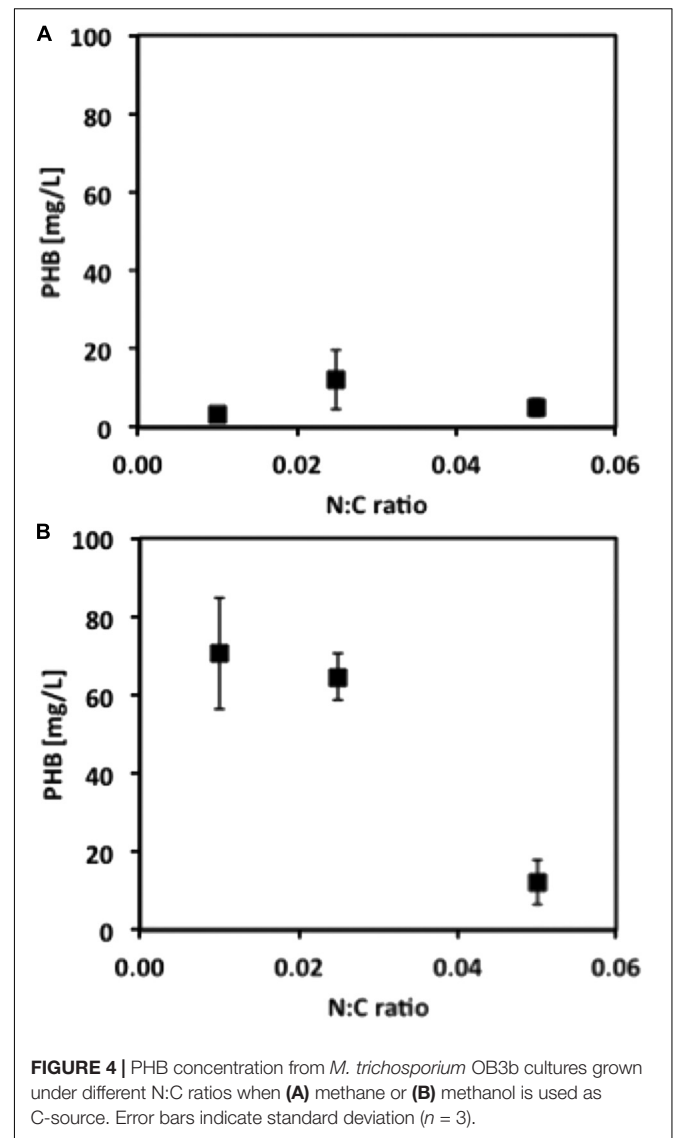 A
100
80
60
40
20
0
PHB [mg/L]
0.00 0.02 0.04 0.06
N:C ratio
B
100
80
60
40
20
0
PHB [mg/L]
0.00 0.02 0.04 0.06
N:C ratio
FIGURE 4 | PHB concentration from M. trichosporium OB3b cultures grown
under different N:C ratios when (A) methane or (B) methanol is used as
C-source. Error bars indicate standard deviation (n = 3).